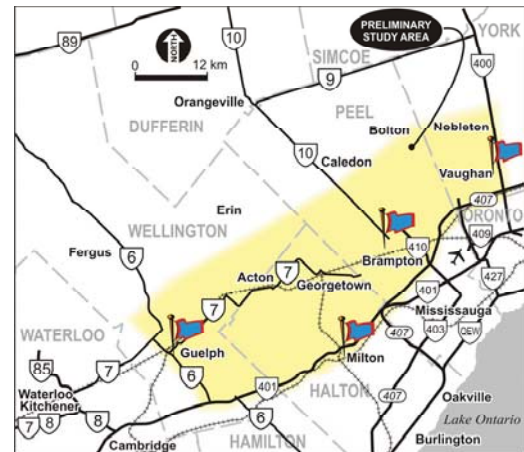 PRELIMINARY
STUDY AREA
YORK
89
10
NORTH
0 12 km
SIMCOE
400
9
Orangeville
PEEL
DUFFERIN
Bolton
Nobleton
10
Caledon
Vaughan
Erin
407
TORONTO
WELLINGTON
409
Fergus
6
410
Brampton
427
Acton
7
Georgetown
401
7
Mississauga
WATERLOO
Guelph
403
QEW
407
Milton
85
7
6
401
HALTON
Waterloo
Kitchener
407
Oakville
7
8
8
6
Lake Ontario
Cambridge
HAMILTON
Burlington